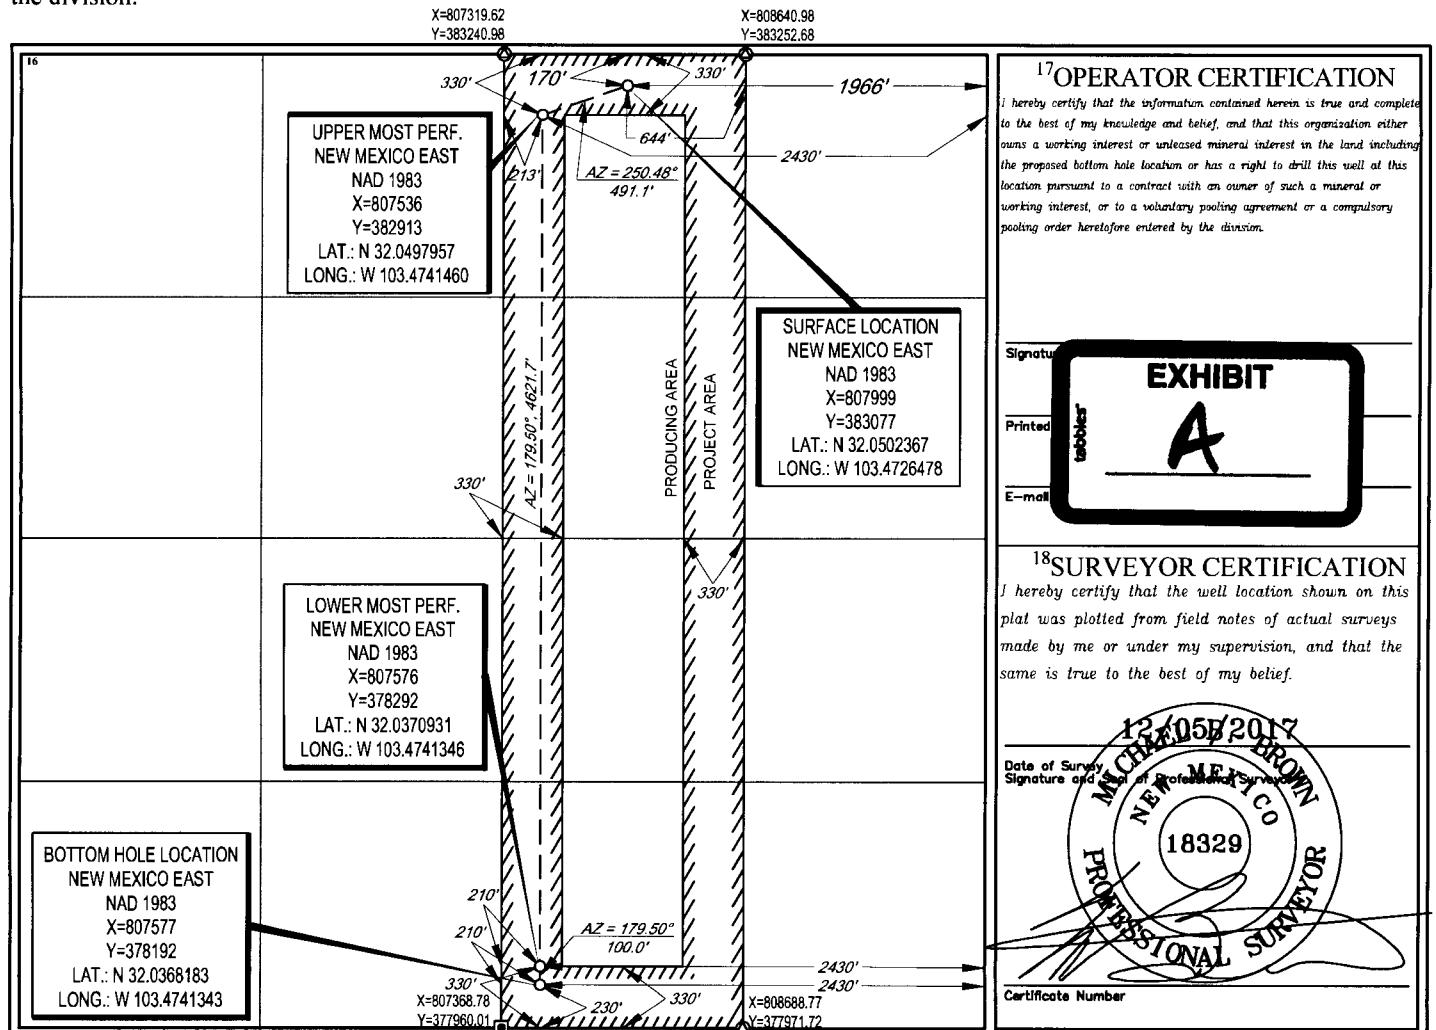 the division.
X=807319.62
Y=383240.98
X=808640.98
Y=383252.68
16
330'
170'
330'
1966'
644'
2430'
213'
AZ = 250.48°
491.1'
UPPER MOST PERF.
NEW MEXICO EAST
NAD 1983
X=807536
Y=382913
LAT.: N 32.0497957
LONG.: W 103.4741460
SURFACE LOCATION
NEW MEXICO EAST
NAD 1983
X=807999
Y=383077
LAT.: N 32.0502367
LONG.: W 103.4726478
AZ = 179.50°, 4621.7'
PRODUCING AREA
PROJECT AREA
330'
330'
LOWER MOST PERF.
NEW MEXICO EAST
NAD 1983
X=807576
Y=378292
LAT.: N 32.0370931
LONG.: W 103.4741346
BOTTOM HOLE LOCATION
NEW MEXICO EAST
NAD 1983
X=807577
Y=378192
LAT.: N 32.0368183
LONG.: W 103.4741343
210'
210'
AZ = 179.50°
100.0'
2430'
2430'
330'
230'
330'
X=807368.78
Y=377960.01
X=808688.77
Y=377971.72
17OPERATOR CERTIFICATION
I hereby certify that the information contained herein is true and complete
to the best of my knowledge and belief, and that this organization either
owns a working interest or unleased mineral interest in the land including
the proposed bottom hole location or has a right to drill this well at this
location pursuant to a contract with an owner of such a mineral or
working interest, or to a voluntary pooling agreement or a compulsory
pooling order heretofore entered by the division.
Signatu
Printed
E-mail
EXHIBIT
A
tabbies'
18SURVEYOR CERTIFICATION
I hereby certify that the well location shown on this
plat was plotted from field notes of actual surveys
made by me or under my supervision, and that the
same is true to the best of my belief.
12/05/2017
Date of Survey
Signature and Seal of Professional Surveyor
MICHAEL B. BROWN
NEW MEXICO
18329
PROFESSIONAL SURVEYOR
Certificate Number